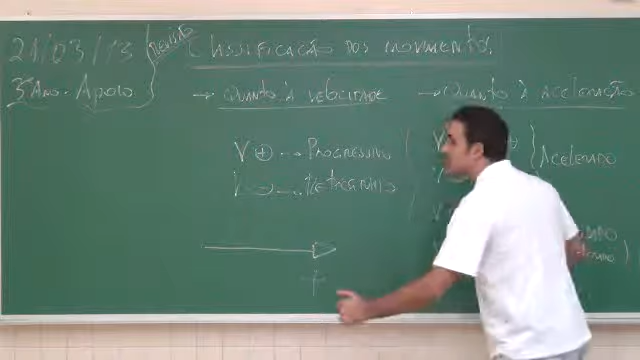 21/03/13
3º Ano. Apoio
Revisão
Classificação dos movimentos
→ Quanto à velocidade
→ Quanto à aceleração
V ⊕ ... Progressivo
V ⊖ ... Retrógrado
V
} Acelerado
+